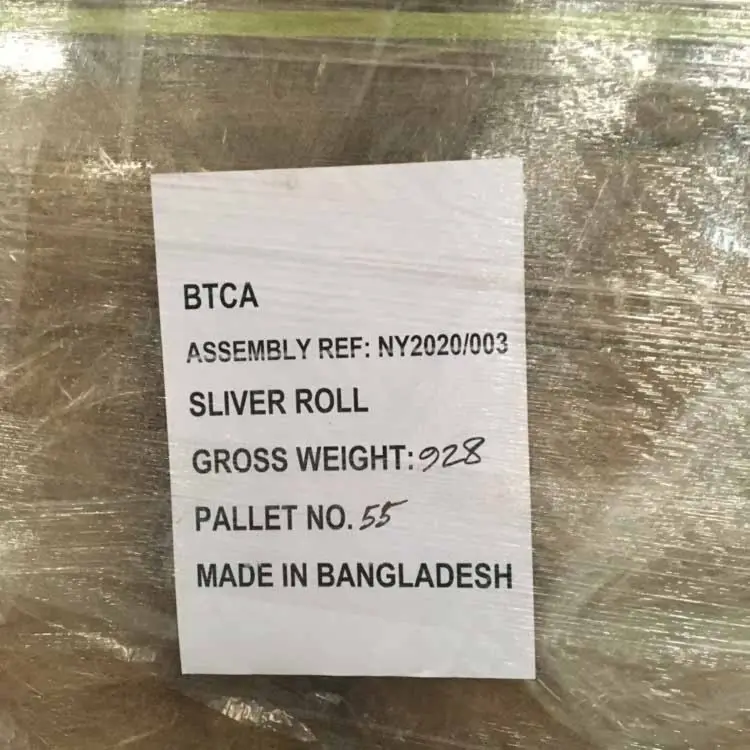 BTCA
ASSEMBLY REF: NY2020/003
SLIVER ROLL
GROSS WEIGHT: 928
PALLET NO. 55
MADE IN BANGLADESH